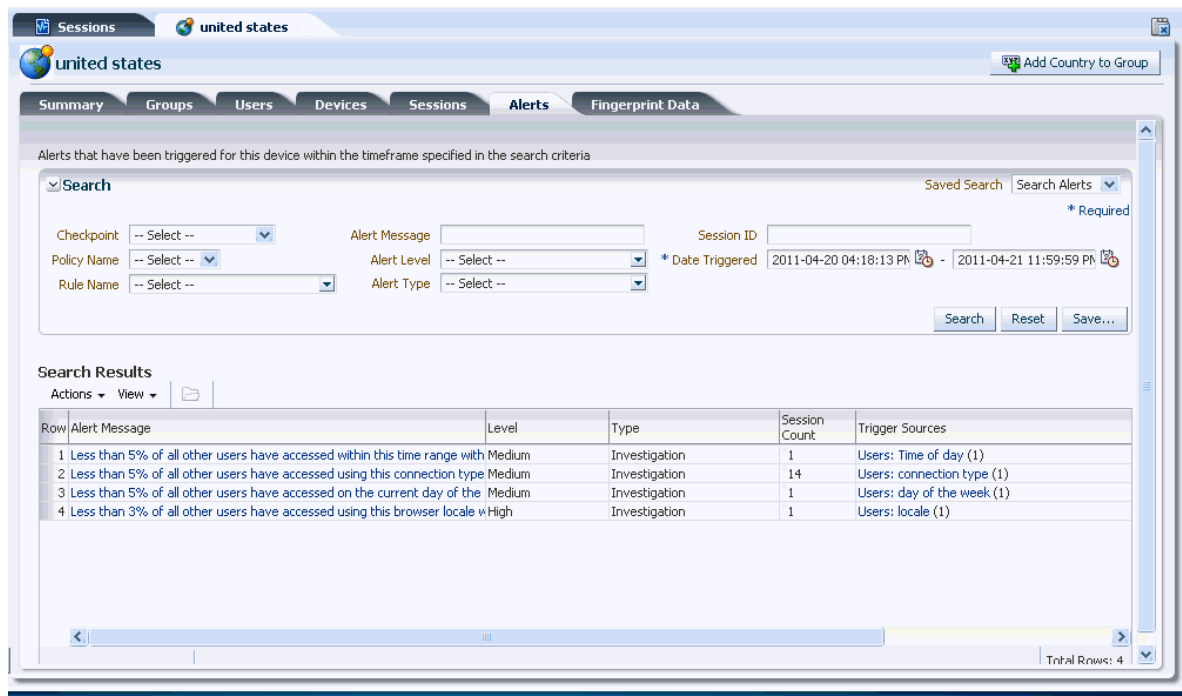 Sessions united states
united states Add Country to Group
Summary Groups Users Devices Sessions Alerts Fingerprint Data
Alerts that have been triggered for this device within the timeframe specified in the search criteria
Search Saved Search Search Alerts
* Required
Checkpoint -- Select -- Alert Message Session ID
Policy Name -- Select -- Alert Level -- Select -- * Date Triggered 2011-04-20 04:18:13 PM - 2011-04-21 11:59:59 PM
Rule Name -- Select -- Alert Type -- Select --
Search Reset Save...
Search Results
Actions View
Row Alert Message Level Type Session Count Trigger Sources
1 Less than 5% of all other users have accessed within this time range with Medium Investigation 1 Users: Time of day (1)
2 Less than 5% of all other users have accessed using this connection type Medium Investigation 14 Users: connection type (1)
3 Less than 5% of all other users have accessed on the current day of the Medium Investigation 1 Users: day of the week (1)
4 Less than 3% of all other users have accessed using this browser locale w High Investigation 1 Users: locale (1)
Total Rows: 4